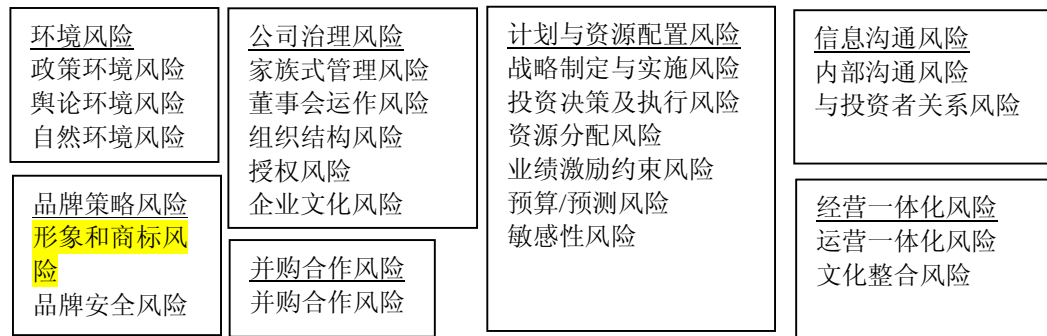 环境风险
政策环境风险
舆论环境风险
自然环境风险
品牌策略风险
形象和商标风
险
品牌安全风险
公司治理风险
家族式管理风险
董事会运作风险
组织结构风险
授权风险
企业文化风险
并购合作风险
并购合作风险
计划与资源配置风险
战略制定与实施风险
投资决策及执行风险
资源分配风险
业绩激励约束风险
预算/预测风险
敏感性风险
信息沟通风险
内部沟通风险
与投资者关系风险
经营一体化风险
运营一体化风险
文化整合风险